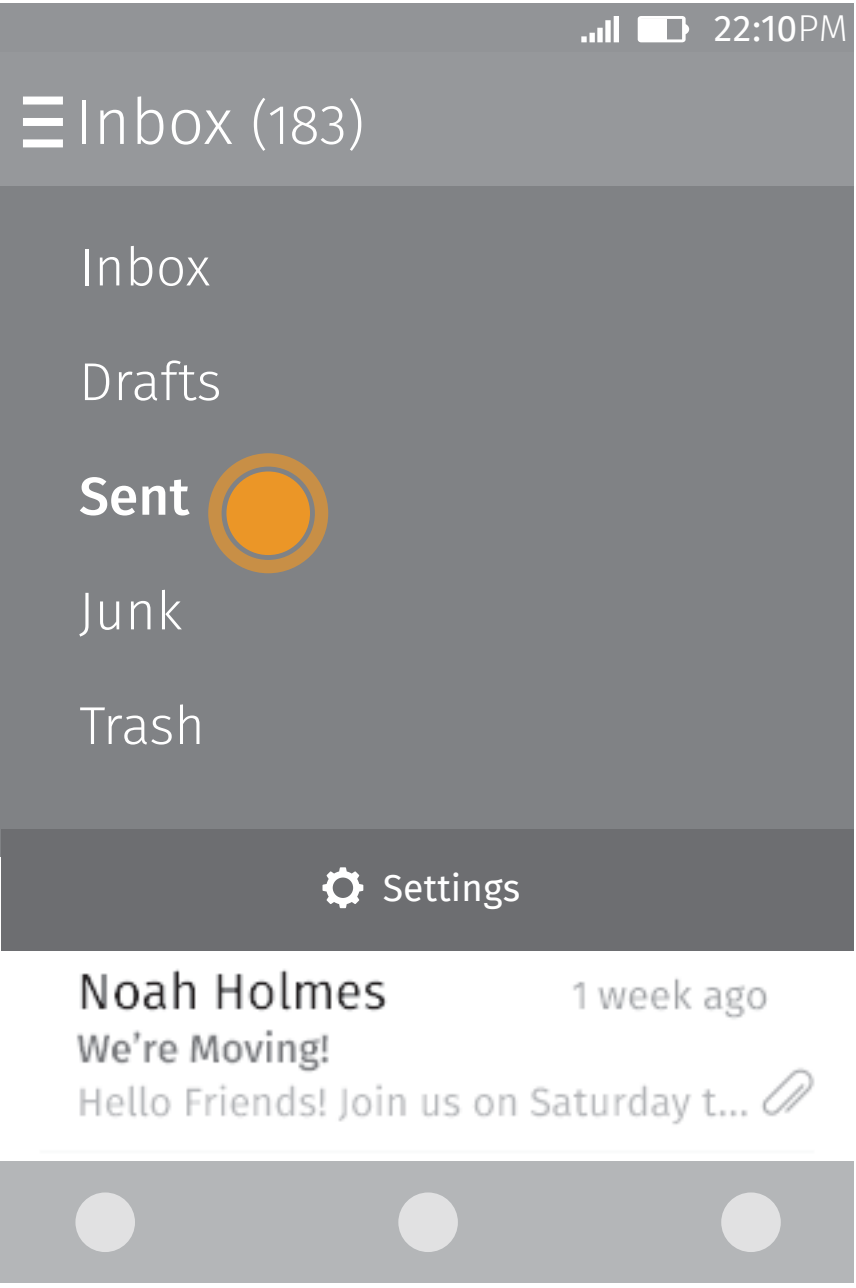 22:10PM
Inbox (183)
Inbox
Drafts
Sent
Junk
Trash
Settings
Noah Holmes 1 week ago
We’re Moving!
Hello Friends! Join us on Saturday t...